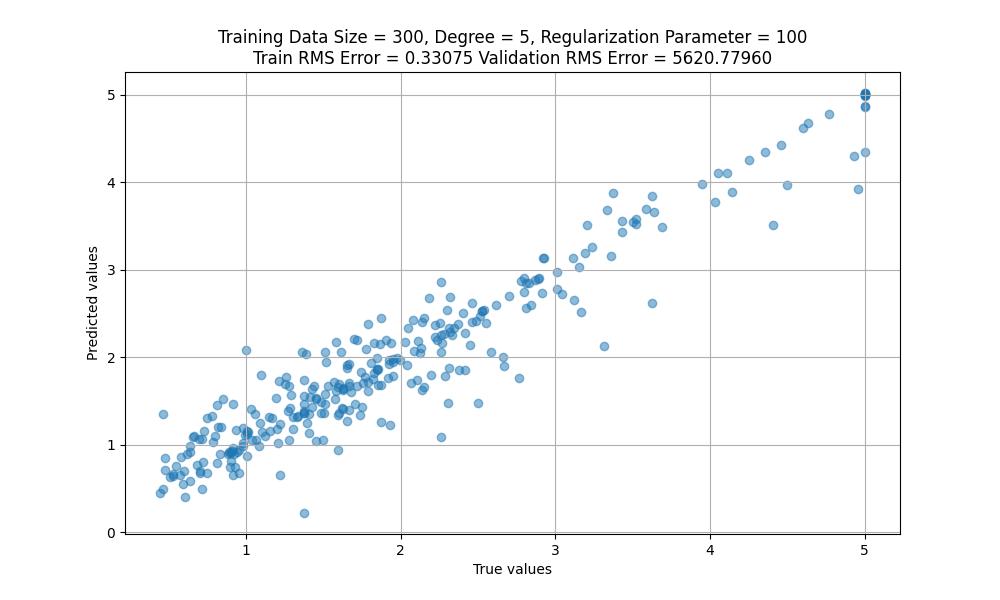 Training Data Size = 300, Degree = 5, Regularization Parameter = 100
Train RMS Error = 0.33075 Validation RMS Error = 5620.77960
5
4
3
2
1
0
Predicted values
1 2 3 4 5
True values